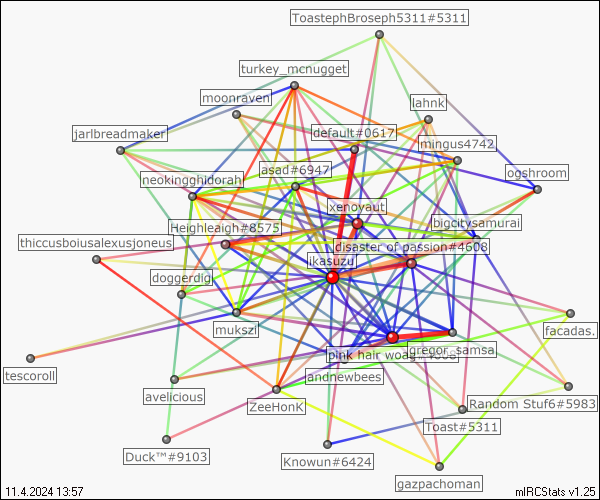 ToastephBroseph5311#5311
turkey_mcnugget
moonraven
lahnk
jarlbreadmaker
default#0617
mingus4742
asad#6947
ogshroom
neokingghidorah
xenovaut
bigcitysamurai
Heighleaigh#8575
thiccusboiusalexusjoneus
disaster of passion#4608
ikasuzu
doggerdig
mukszi
facadas.
gregor_samsa
pink hair woag
andnewbees
tescoroll
avelicious
ZeeHonK
Random Stuf6#5983
Toast#5311
Duck™#9103
Knowun#6424
gazpachoman
11.4.2024 13:57
mIRCStats v1.25